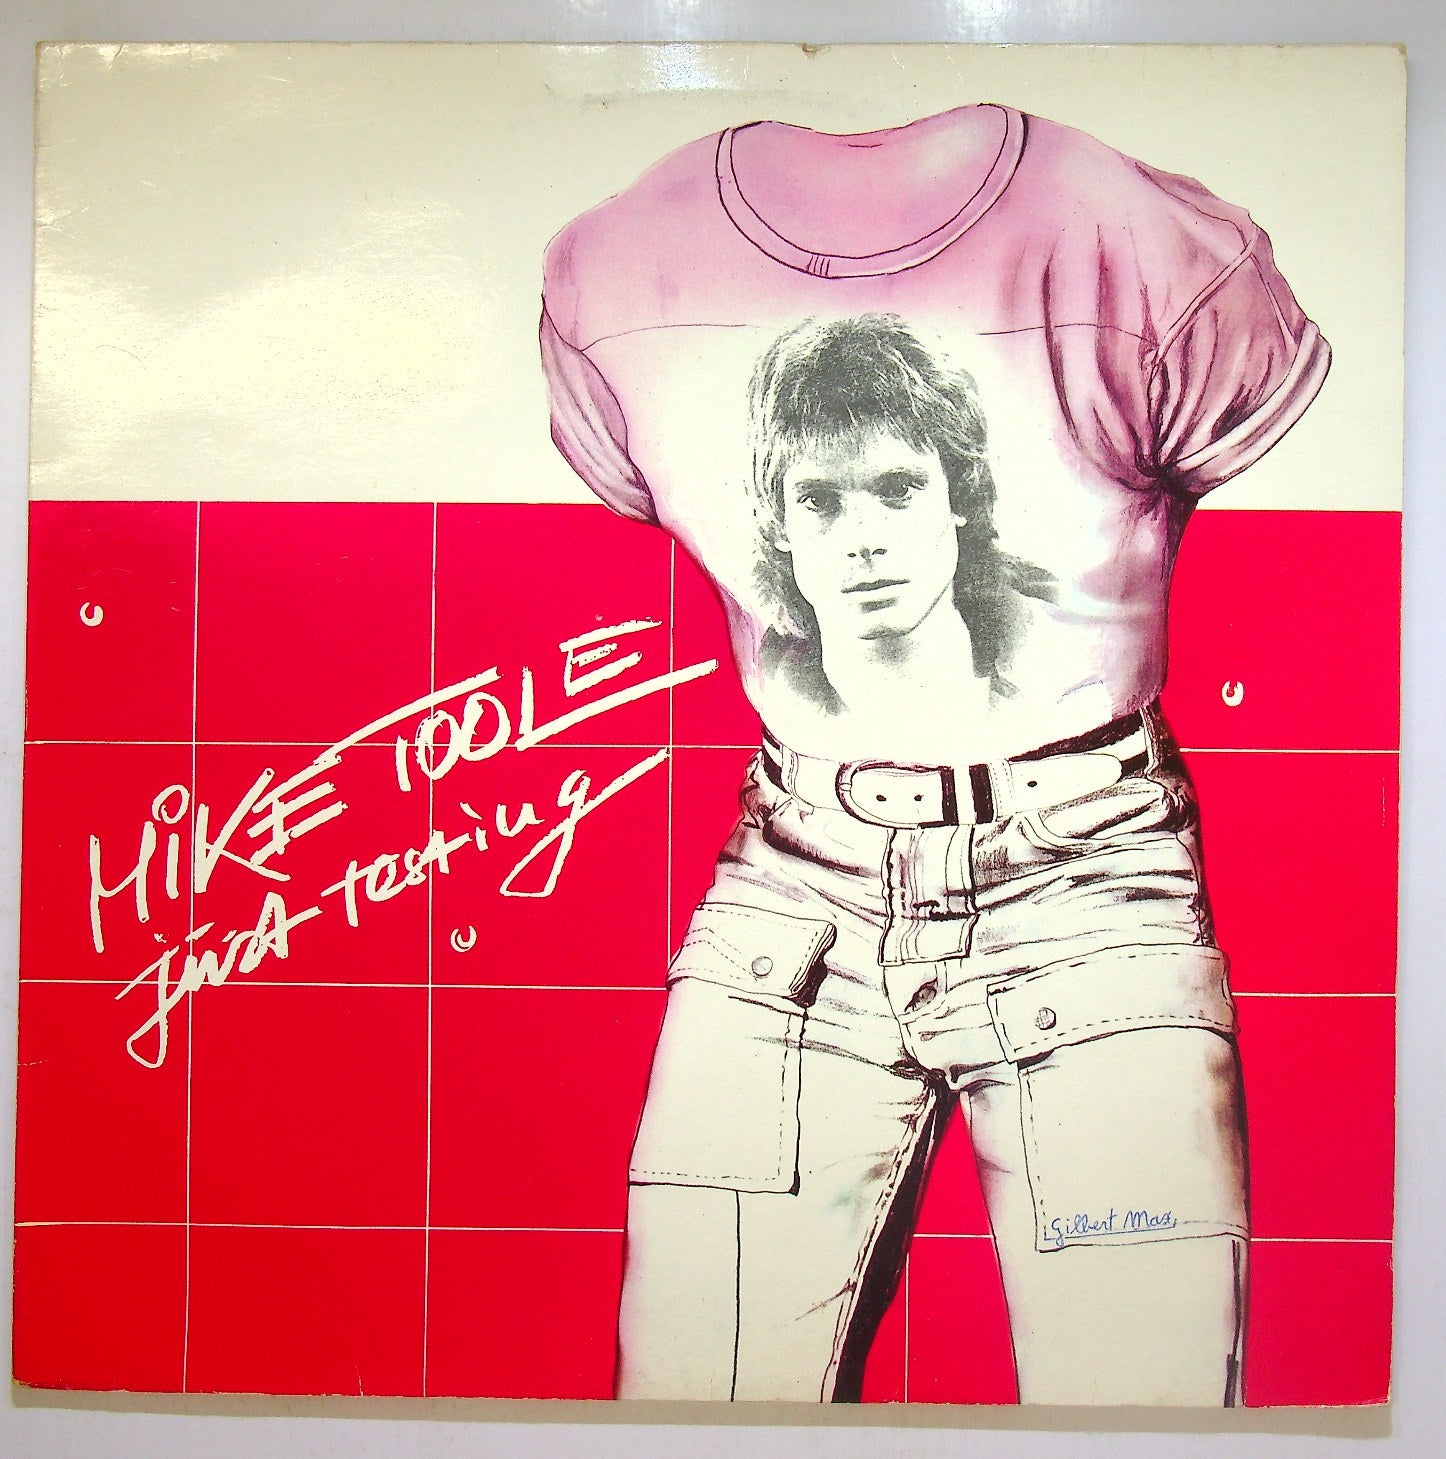 MiKE TOOLE
just testing
Gilbert Max